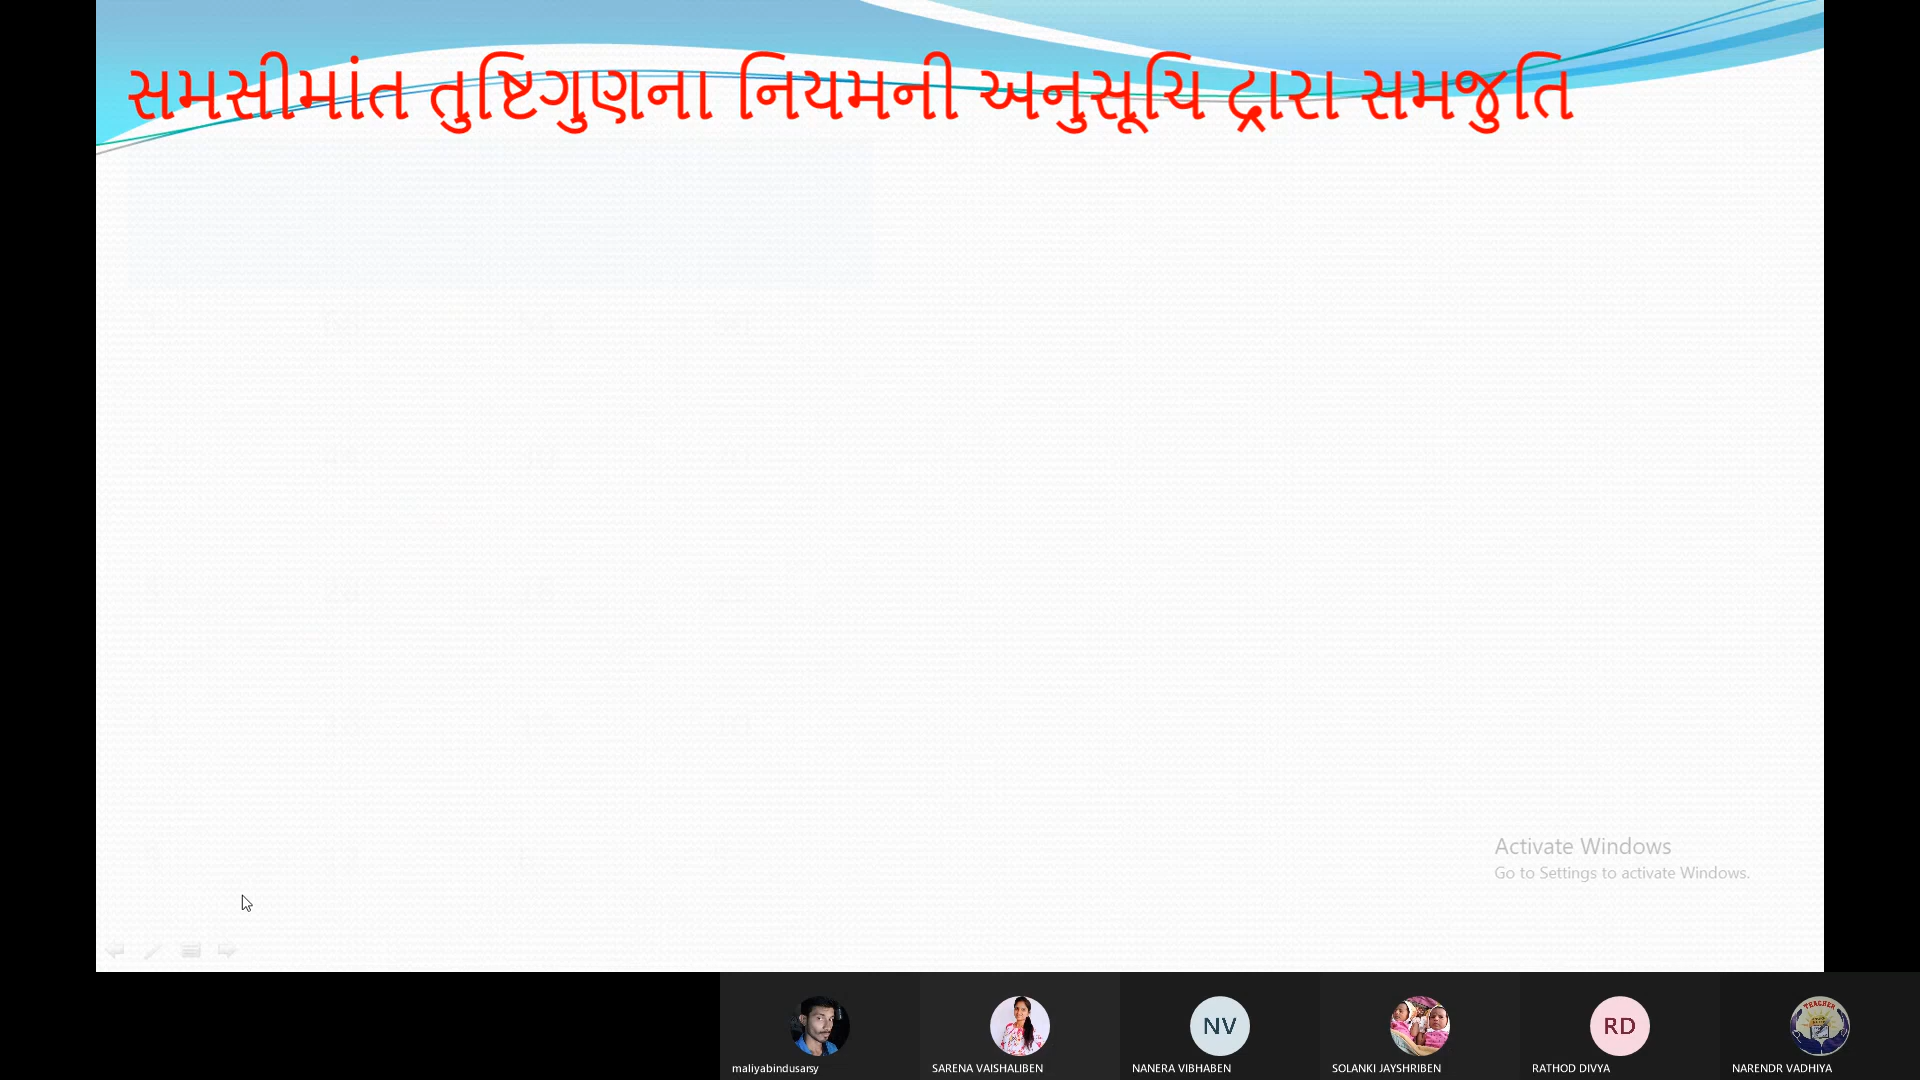 સમસીમાંત તુષ્ટિગુણના નિયમની અનુસૂચિ દ્રારા સમજુતિ
Activate Windows
Go to Settings to activate Windows.
NV
RD
TEACHER
maliyabindusarsy
SARENA VAISHALIBEN
NANERA VIBHABEN
SOLANKI JAYSHRIBEN
RATHOD DIVYA
NARENDR VADHIYA